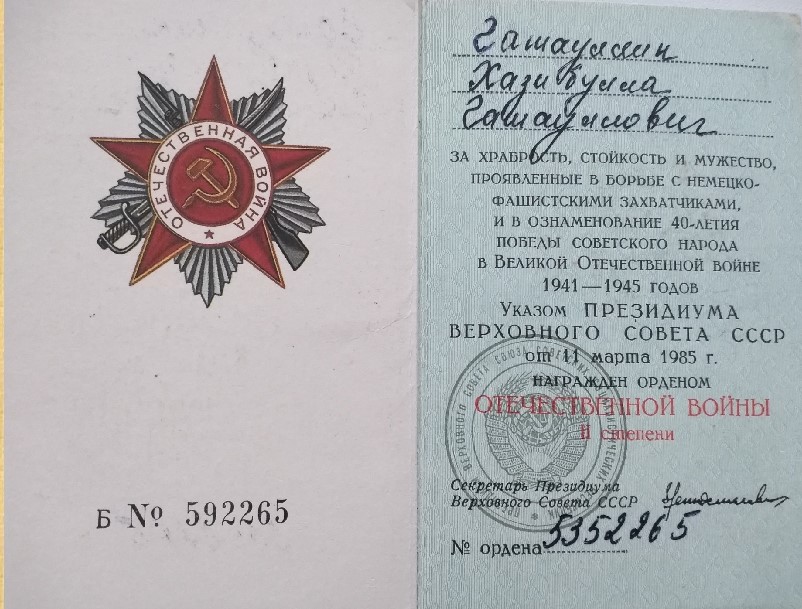 ОТЕЧЕСТВЕННАЯ ВОЙНА
Б № 592265
Гатауллин
Хазибулла
Гатауллович
ЗА ХРАБРОСТЬ, СТОЙКОСТЬ И МУЖЕСТВО,
ПРОЯВЛЕННЫЕ В БОРЬБЕ С НЕМЕЦКО-
ФАШИСТСКИМИ ЗАХВАТЧИКАМИ,
И В ОЗНАМЕНОВАНИЕ 40-ЛЕТИЯ
ПОБЕДЫ СОВЕТСКОГО НАРОДА
В ВЕЛИКОЙ ОТЕЧЕСТВЕННОЙ ВОЙНЕ
1941—1945 ГОДОВ
УКАЗОМ ПРЕЗИДИУМА
ВЕРХОВНОГО СОВЕТА СССР
от 11 марта 1985 г.
НАГРАЖДЕН ОРДЕНОМ
ОТЕЧЕСТВЕННОЙ ВОЙНЫ
II степени
Секретарь Президиума
Верховного Совета СССР
№ ордена 5352265